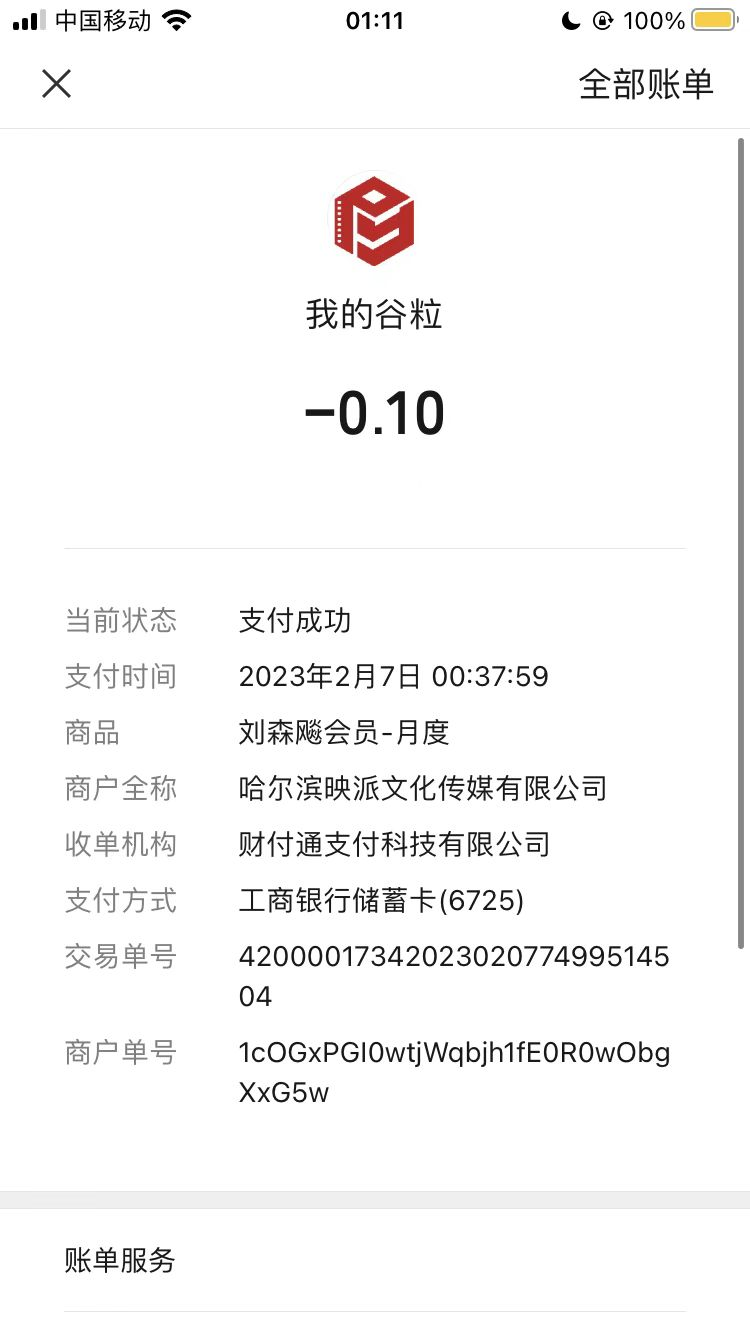 中国移动 01:11 100%
全部账单
我的谷粒
-0.10
当前状态 支付成功
支付时间 2023年2月7日 00:37:59
商品 刘森飚会员-月度
商户全称 哈尔滨映派文化传媒有限公司
收单机构 财付通支付科技有限公司
支付方式 工商银行储蓄卡(6725)
交易单号 42000017342023020774995145
04
商户单号 1cOGxPGI0wtjWqbjh1fE0R0wObg
XxG5w
账单服务